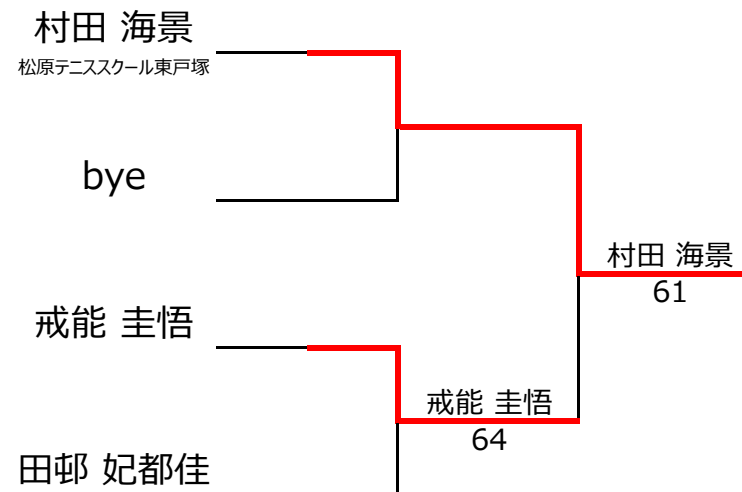 村田 海景
松原テニススクール東戸塚
bye
村田 海景
61
戒能 圭悟
戒能 圭悟
64
田邨 妃都佳